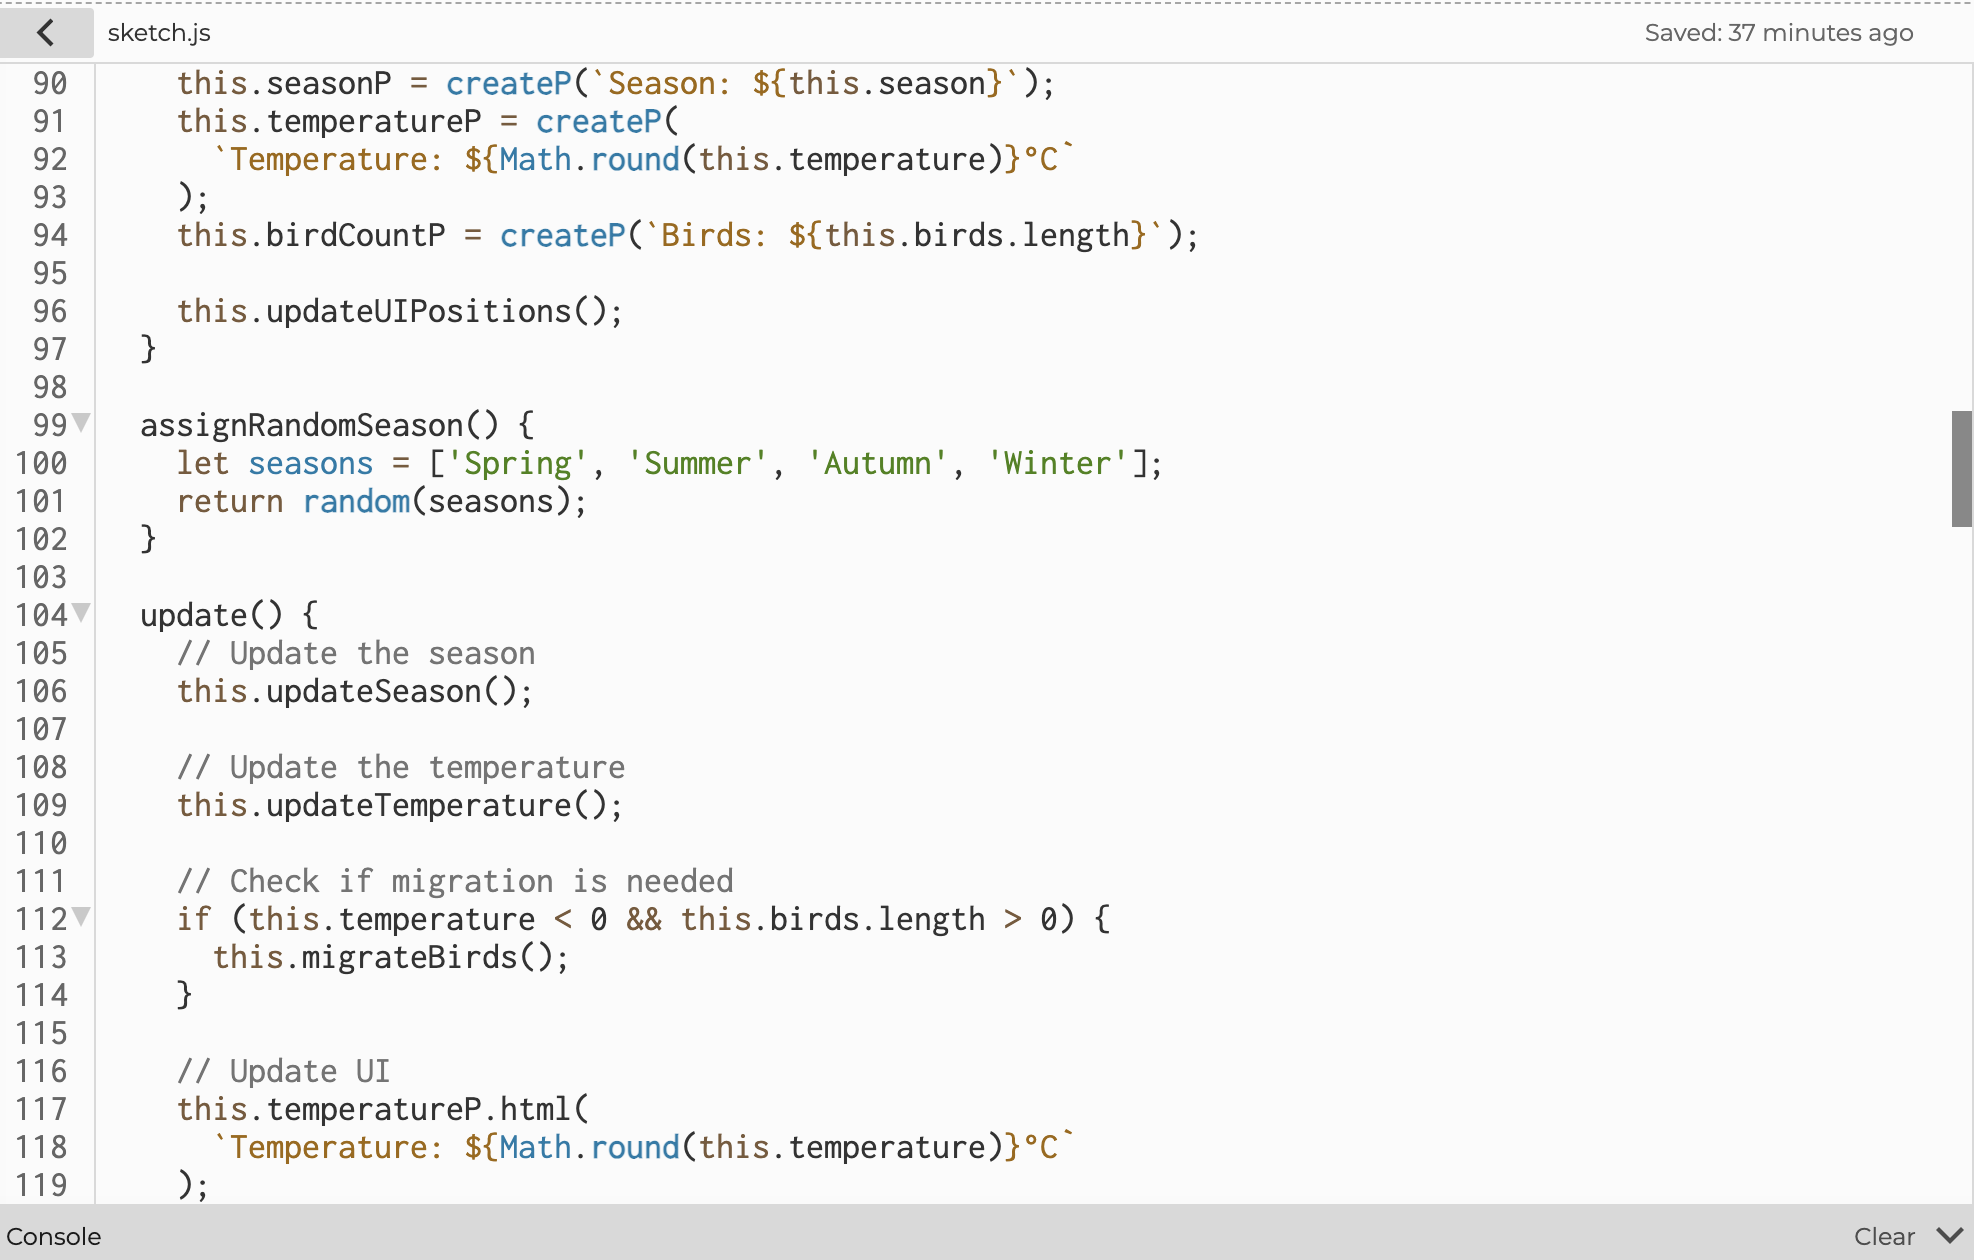 sketch.js Saved: 37 minutes ago
90 this.seasonP = createP(`Season: ${this.season}`);
91 this.temperatureP = createP(
92 `Temperature: ${Math.round(this.temperature)}°C`
93 );
94 this.birdCountP = createP(`Birds: ${this.birds.length}`);
95
96 this.updateUIPositions();
97 }
98
99 assignRandomSeason() {
100 let seasons = ['Spring', 'Summer', 'Autumn', 'Winter'];
101 return random(seasons);
102 }
103
104 update() {
105 // Update the season
106 this.updateSeason();
107
108 // Update the temperature
109 this.updateTemperature();
110
111 // Check if migration is needed
112 if (this.temperature < 0 && this.birds.length > 0) {
113 this.migrateBirds();
114 }
115
116 // Update UI
117 this.temperatureP.html(
118 `Temperature: ${Math.round(this.temperature)}°C`
119 );
Console Clear